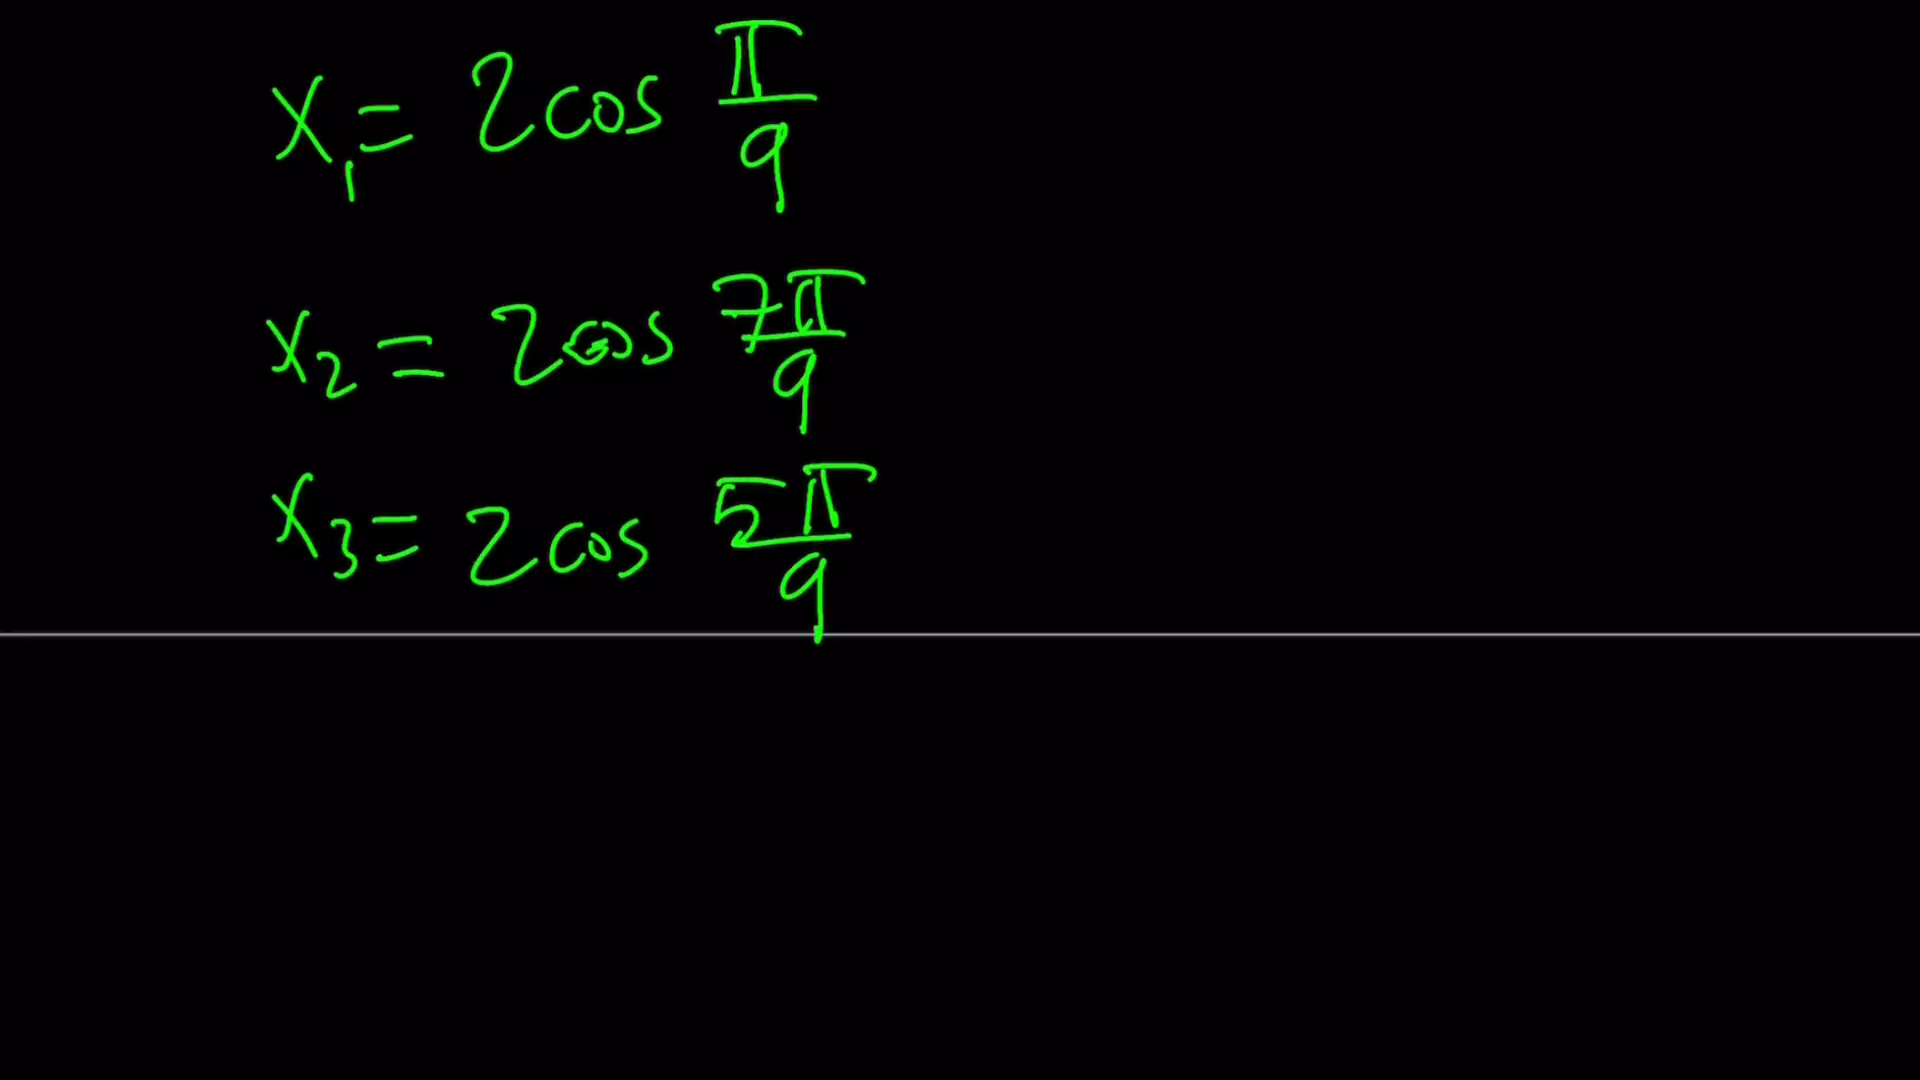 x₁ = 2cos π/9
x₂ = 2cos 7π/9
x₃ = 2cos 5π/9